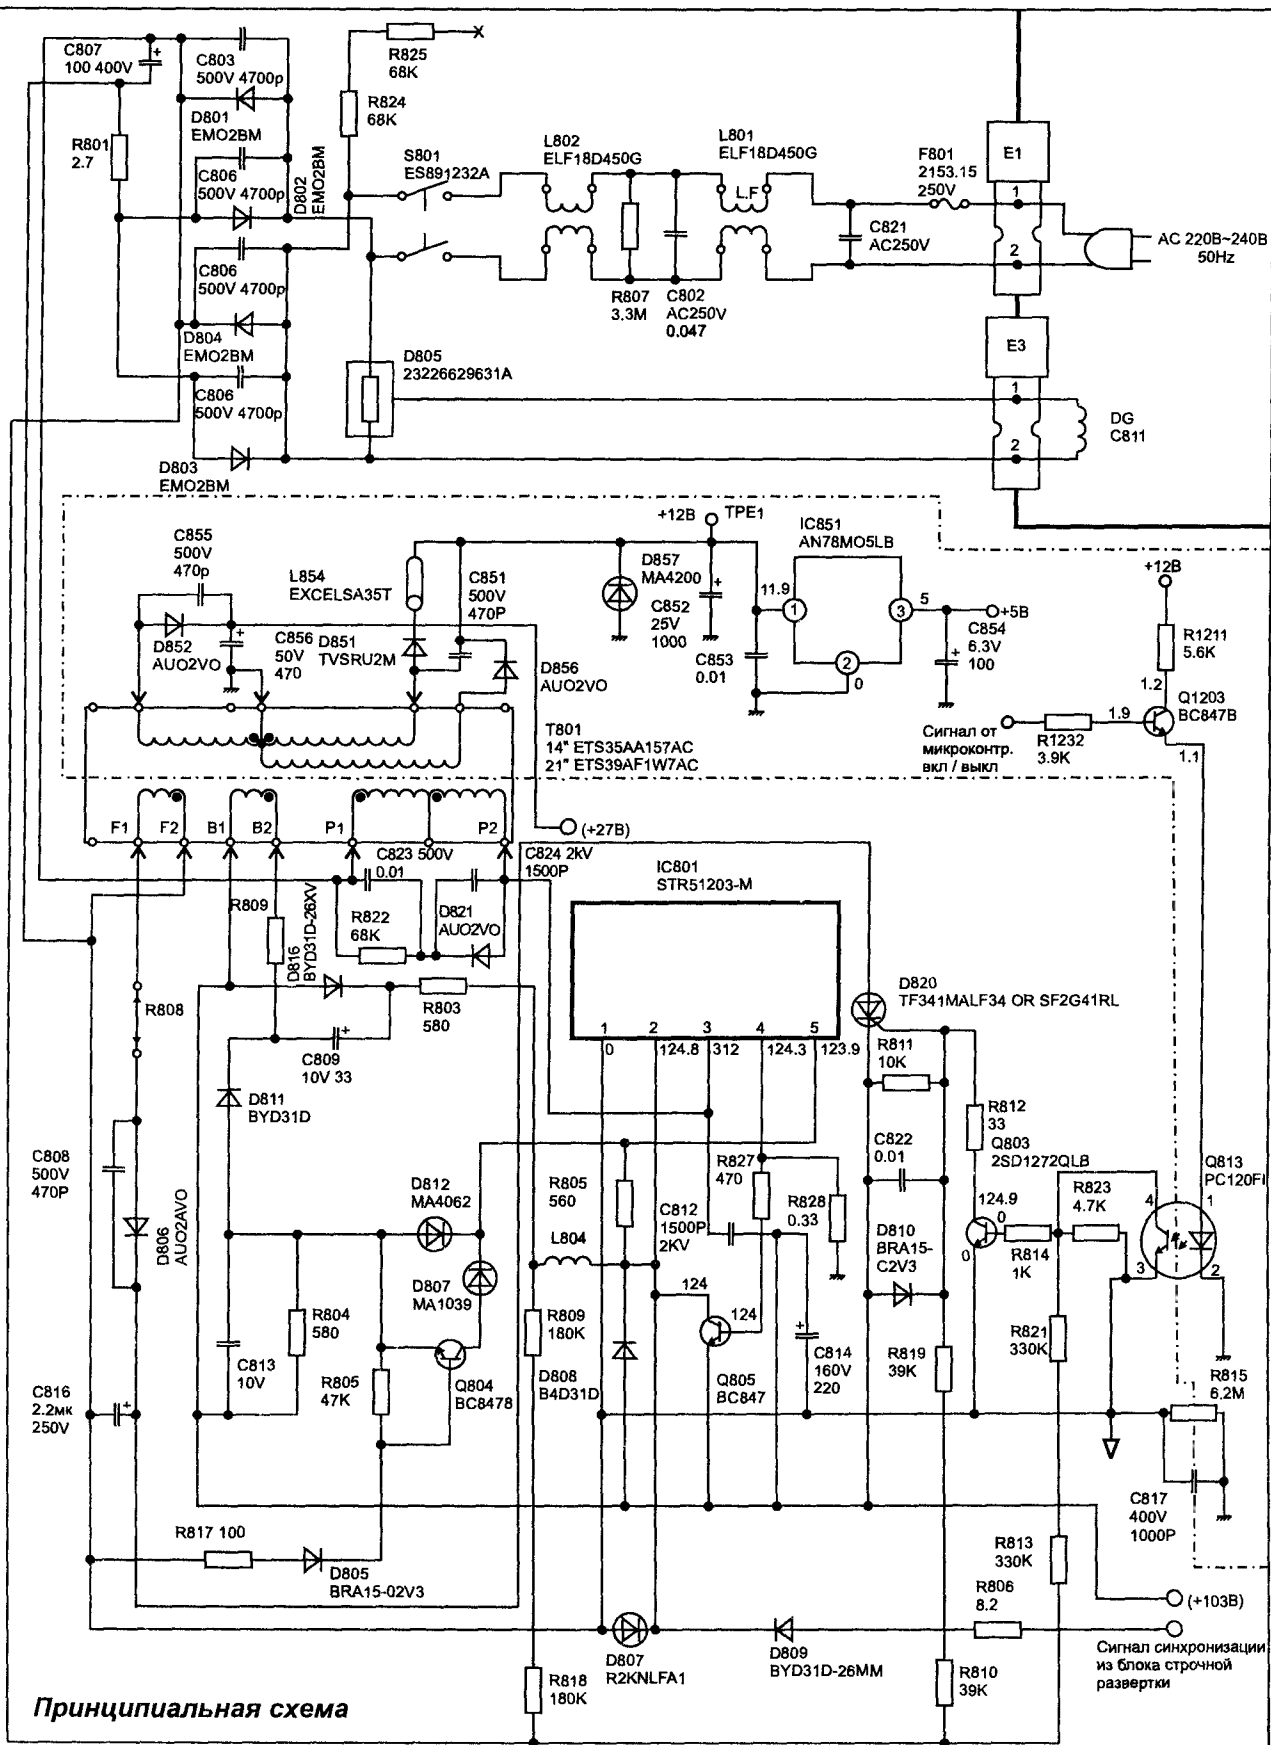 C807
100 400V
+
C803
500V 4700p
D801
EMO2BM
R801
2.7
C806
500V 4700p
D802
EMO2BM
C806
500V 4700p
D804
EMO2BM
C806
500V 4700p
D803
EMO2BM
R825
68K
X
R824
68K
S801
ES891232A
L802
ELF18D450G
L801
ELF18D450G
L.F
R807
3.3M
C802
AC250V
0.047
C821
AC250V
F801
2153.15
250V
E1
1
2
AC 220В~240В
50Hz
D805
23226629631A
E3
1
2
DG
C811
C855
500V
470p
D852
AUO2VO
+
C856
50V
470
L854
EXCELSA35T
D851
TVSRU2M
C851
500V
470P
D856
AUO2VO
+12В
TPE1
D857
MA4200
C852
25V
1000
+
IC851
AN78MO5LB
11.9
1
3
5
2
0
C853
0.01
+5В
C854
6.3V
100
+
+12В
R1211
5.6K
1.2
Q1203
BC847B
1.9
1.1
R1232
3.9K
Сигнал от
микроконтр.
вкл / выкл
T801
14" ETS35AA157AC
21" ETS39AF1W7AC
F1
F2
B1
B2
P1
P2
(+27В)
C823 500V
0.01
C824 2kV
1500P
R809
D816
BYD31D-26XV
R822
68K
D821
AUO2VO
IC801
STR51203-M
1
2
3
4
5
0
124.8
312
124.3
123.9
R808
R803
580
C809
10V 33
+
D811
BYD31D
D820
TF341MALF34 OR SF2G41RL
R811
10K
R812
33
Q803
2SD1272QLB
C822
0.01
124.9
0
0
R823
4.7K
R814
1K
Q813
PC120FI
4
1
3
2
C808
500V
470P
D806
AUO2AVO
D812
MA4062
R805
560
L804
C812
1500P
2KV
R827
470
R828
0.33
D810
BRA15-
C2V3
D807
MA1039
R804
580
C813
10V
R805
47K
Q804
BC8478
R809
180K
D808
B4D31D
124
124
Q805
BC847
+
C814
160V
220
R819
39K
R821
330K
R815
6.2M
C816
2.2мк
250V
+
C817
400V
1000P
R817 100
D805
BRA15-02V3
R813
330K
R806
8.2
(+103В)
D807
R2KNLFA1
D809
BYD31D-26MM
Сигнал синхронизации
из блока строчной
развертки
R818
180K
R810
39K
Принципиальная схема